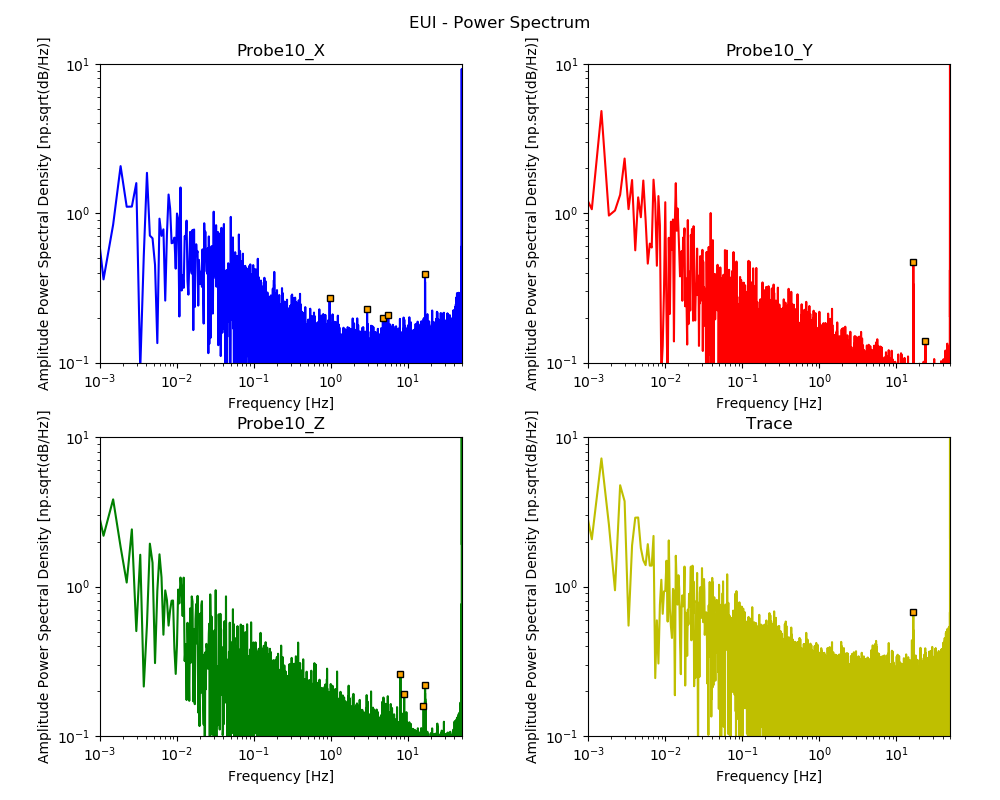 EUI - Power Spectrum
Probe10_X
Amplitude Power Spectral Density [np.sqrt(dB/Hz)]
10¹
10⁰
10⁻¹
10⁻³ 10⁻² 10⁻¹ 10⁰ 10¹
Frequency [Hz]
Probe10_Y
Amplitude Power Spectral Density [np.sqrt(dB/Hz)]
10¹
10⁰
10⁻¹
10⁻³ 10⁻² 10⁻¹ 10⁰ 10¹
Frequency [Hz]
Probe10_Z
Amplitude Power Spectral Density [np.sqrt(dB/Hz)]
10¹
10⁰
10⁻¹
10⁻³ 10⁻² 10⁻¹ 10⁰ 10¹
Frequency [Hz]
Trace
Amplitude Power Spectral Density [np.sqrt(dB/Hz)]
10¹
10⁰
10⁻¹
10⁻³ 10⁻² 10⁻¹ 10⁰ 10¹
Frequency [Hz]